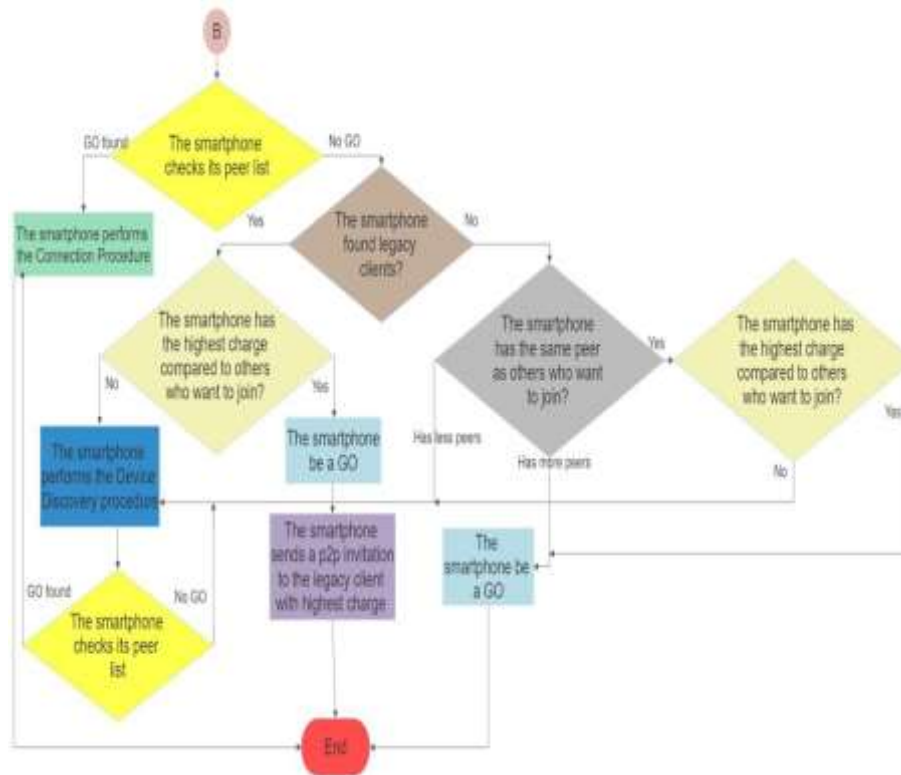 B
The smartphone
checks its peer list
GO found
No GO
The smartphone performs
the Connection Procedure
The smartphone
found legacy
clients?
Yes
No
The smartphone has
the highest charge
compared to others
who want to join?
No
Yes
The smartphone
has the same peer
as others who want
to join?
Yes
Has less peers
Has more peers
The smartphone has
the highest charge
compared to others
who want to join?
Yes
No
The smartphone
performs the Device
Discovery procedure
The smartphone
be a GO
The smartphone
sends a p2p invitation
to the legacy client
with highest charge
The
smartphone be
a GO
GO found
No GO
The smartphone
checks its peer
list
End